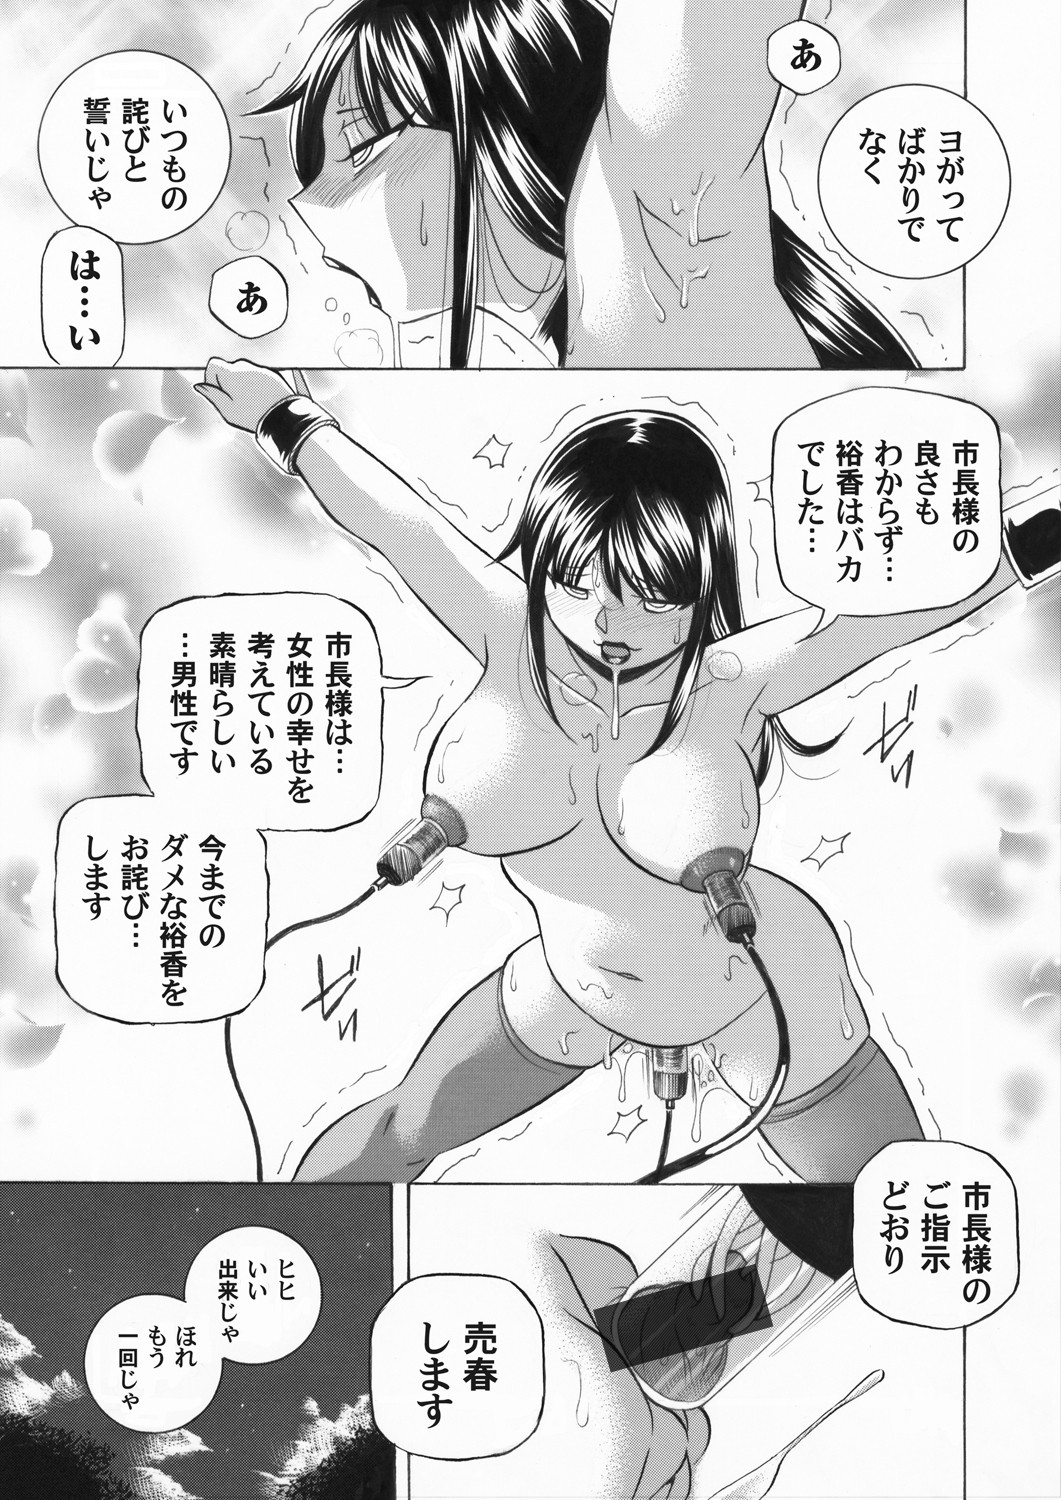 あ
ヨがって
ばかりで
なく
いつもの
詫びと
誓いじゃ
あ
は…い
市長様の
良さも
わからず…
裕香はバカ
でした…
市長様は…
女性の幸せを
考えている
素晴らしい
…男性です
今までの
ダメな裕香を
お詫び…
します
ビ゛ぃ
ビ゛ぃ
市長様の
ご指示
どおり
売春
します
ヒヒ
いい
出来じゃ
ほれ
もう
一回じゃ